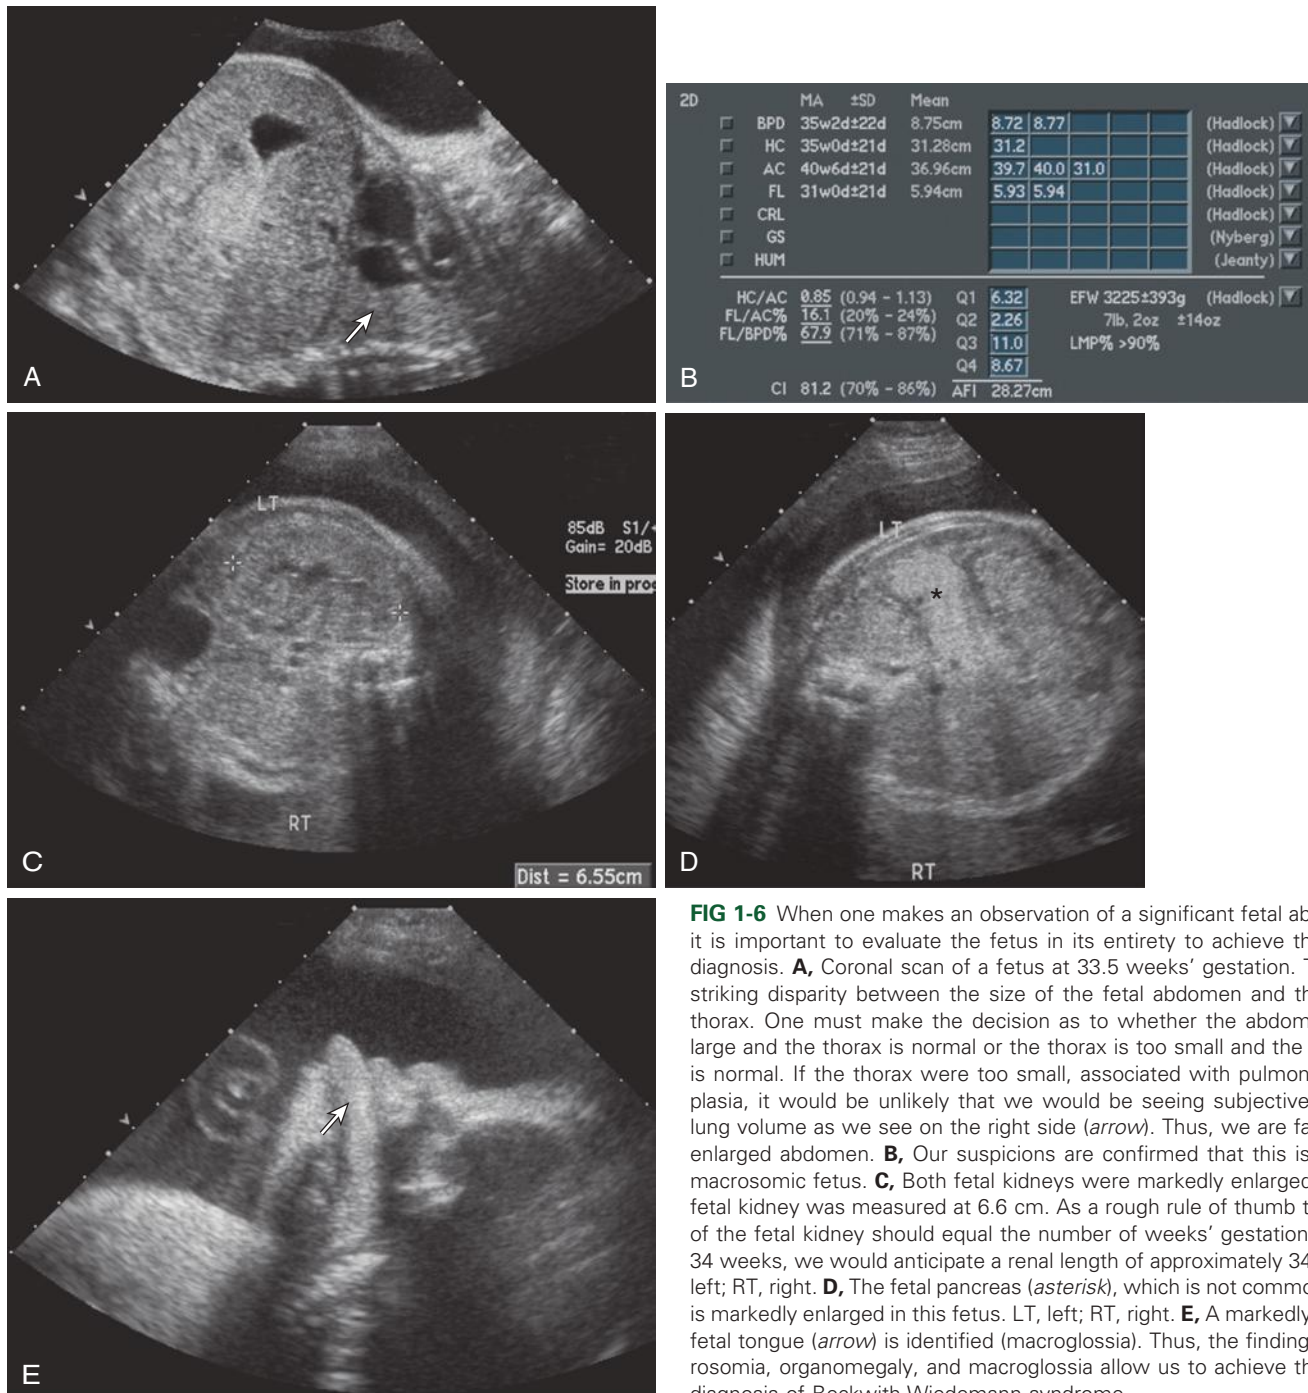 A
2D MA ±SD Mean
BPD 35w2d±22d 8.75cm 8.72 8.77 (Hadlock)
HC 35w0d±21d 31.28cm 31.2 (Hadlock)
AC 40w6d±21d 36.96cm 39.7 40.0 31.0 (Hadlock)
FL 31w0d±21d 5.94cm 5.93 5.94 (Hadlock)
CRL (Hadlock)
GS (Nyberg)
HUM (Jeanty)
HC/AC 0.85 (0.94 - 1.13) Q1 6.32 EFW 3225±393g (Hadlock)
FL/AC% 16.1 (20% - 24%) Q2 2.26 7lb, 2oz ±14oz
FL/BPD% 67.9 (71% - 87%) Q3 11.0 LMP% >90%
Q4 8.67
CI 81.2 (70% - 86%) AFI 28.27cm
B
LT
85dB S1/
Gain= 20dB
Store in pro
RT
C
Dist = 6.55cm
LT
*
D
RT
E
FIG 1-6 When one makes an observation of a significant fetal ab
it is important to evaluate the fetus in its entirety to achieve th
diagnosis. A, Coronal scan of a fetus at 33.5 weeks' gestation. T
striking disparity between the size of the fetal abdomen and th
thorax. One must make the decision as to whether the abdom
large and the thorax is normal or the thorax is too small and the
is normal. If the thorax were too small, associated with pulmon
plasia, it would be unlikely that we would be seeing subjective
lung volume as we see on the right side (arrow). Thus, we are fa
enlarged abdomen. B, Our suspicions are confirmed that this is
macrosomic fetus. C, Both fetal kidneys were markedly enlarged
fetal kidney was measured at 6.6 cm. As a rough rule of thumb t
of the fetal kidney should equal the number of weeks' gestation
34 weeks, we would anticipate a renal length of approximately 34
left; RT, right. D, The fetal pancreas (asterisk), which is not commo
is markedly enlarged in this fetus. LT, left; RT, right. E, A markedly
fetal tongue (arrow) is identified (macroglossia). Thus, the finding
rosomia, organomegaly, and macroglossia allow us to achieve th
diagnosis of Beckwith-Wiedemann syndrome.